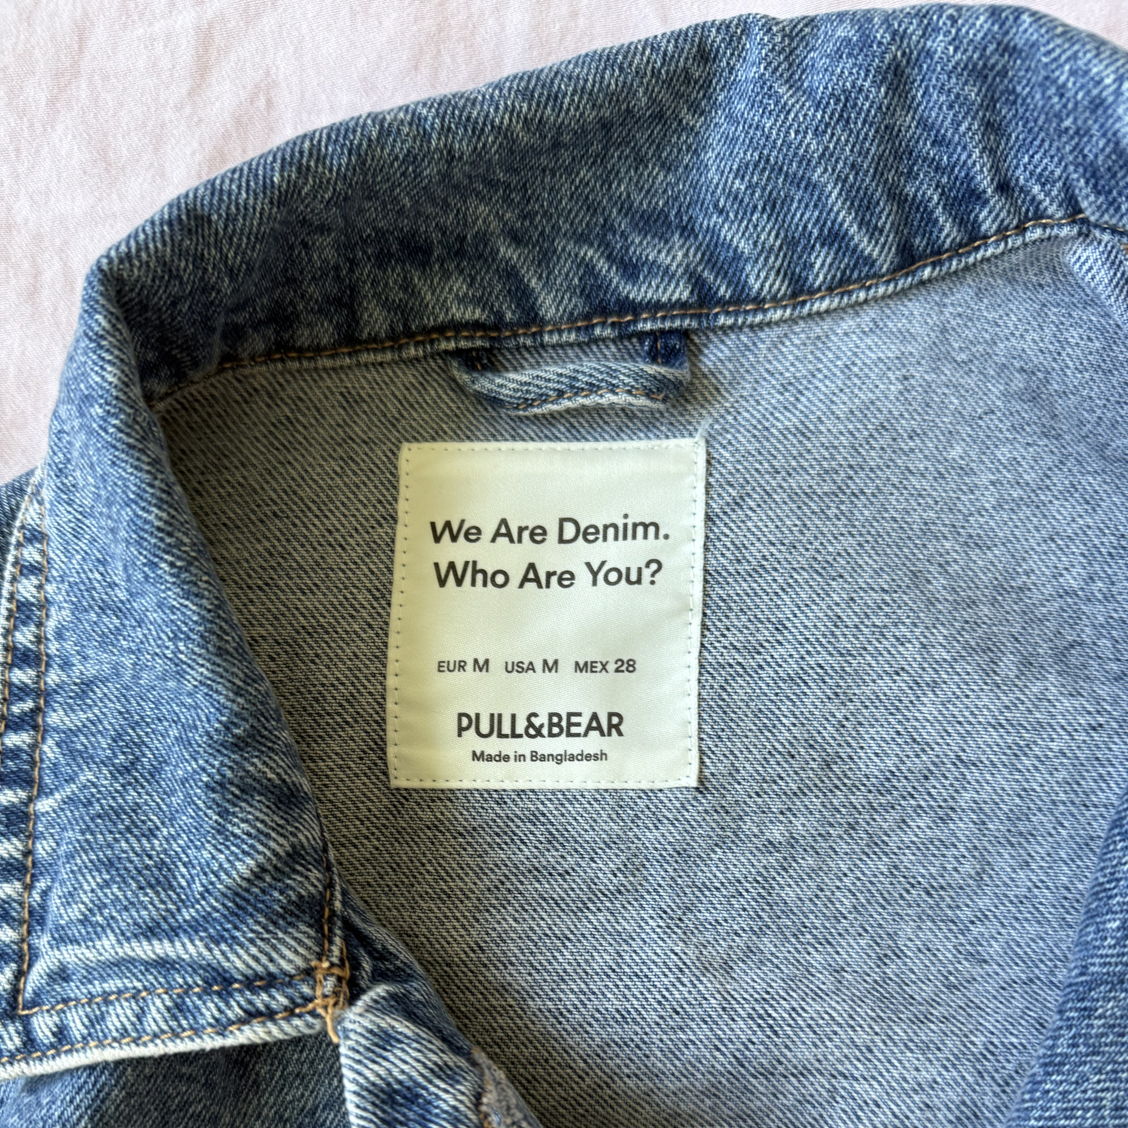 We Are Denim.
Who Are You?
EUR M USA M MEX 28
PULL&BEAR
Made in Bangladesh